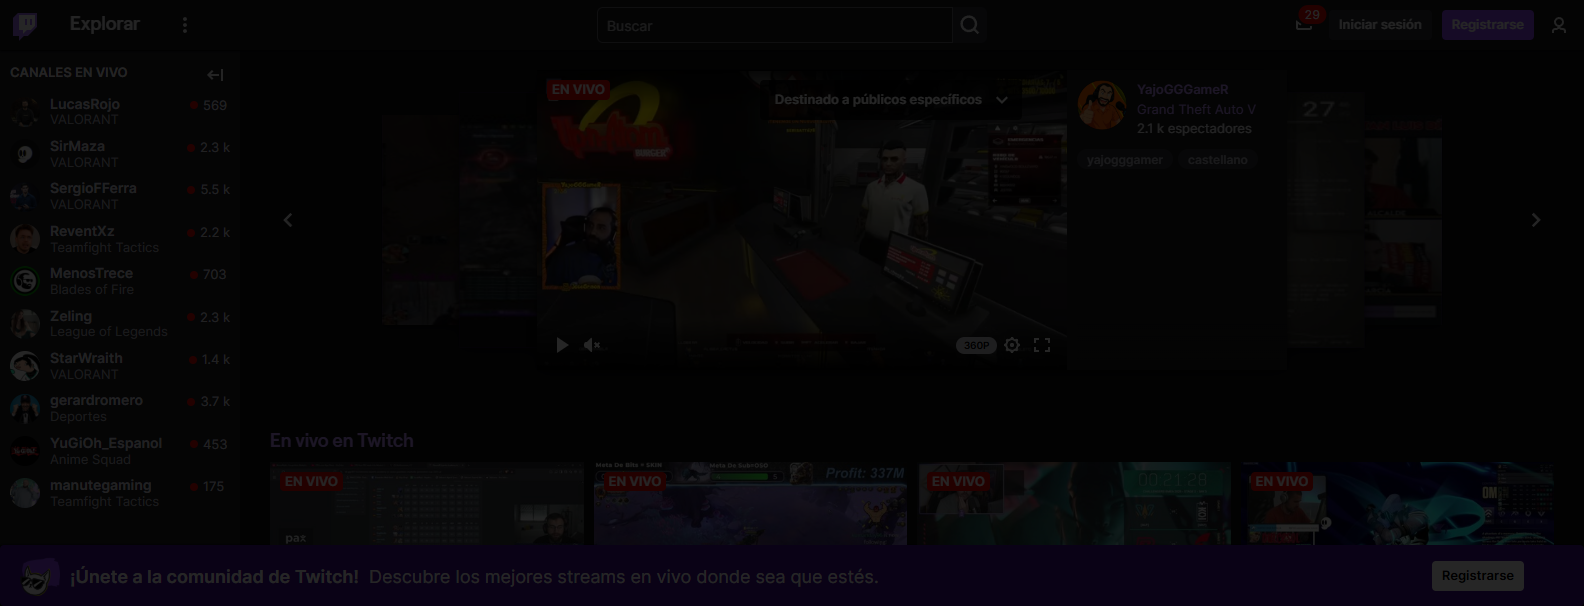 Explorar
Buscar
29
Iniciar sesión
Registrarse
CANALES EN VIVO
LucasRojo
569
VALORANT
SirMaza
2.3 k
VALORANT
SergioFFerra
5.5 k
VALORANT
ReventXz
2.2 k
Teamfight Tactics
MenosTrece
703
Blades of Fire
Zeling
2.3 k
League of Legends
StarWraith
1.4 k
VALORANT
gerardromero
3.7 k
Deportes
YuGiOh_Espanol
453
Anime Squad
manutegaming
175
Teamfight Tactics
EN VIVO
Destinado a públicos específicos
360P
YajoGGGameR
Grand Theft Auto V
2.1 k espectadores
yajogggamer
castellano
27
En vivo en Twitch
EN VIVO
pax
EN VIVO
Profit: 337M
EN VIVO
00:21:28
EN VIVO
¡Únete a la comunidad de Twitch! Descubre los mejores streams en vivo donde sea que estés.
Registrarse